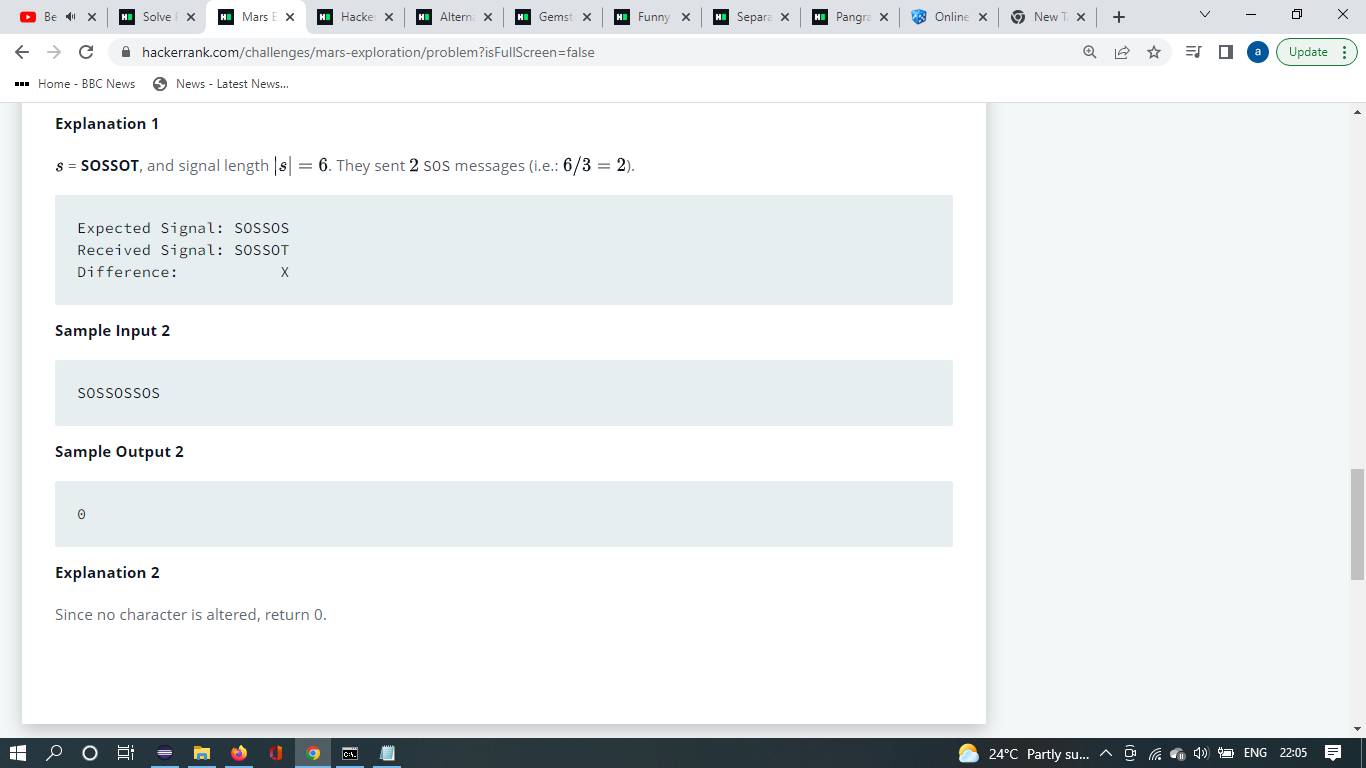 Be
Solve
Mars E
Hacke
Altern
Gemst
Funny
Separa
Pangra
Online
New T
hackerrank.com/challenges/mars-exploration/problem?isFullScreen=false
a
Update
Home - BBC News
News - Latest News...
Explanation 1
s = SOSSOT, and signal length |s| = 6. They sent 2 SOS messages (i.e.: 6/3 = 2).
Expected Signal: SOSSOS
Received Signal: SOSSOT
Difference: X
Sample Input 2
SOSSOSSOS
Sample Output 2
0
Explanation 2
Since no character is altered, return 0.
24°C Partly su... ENG 22:05